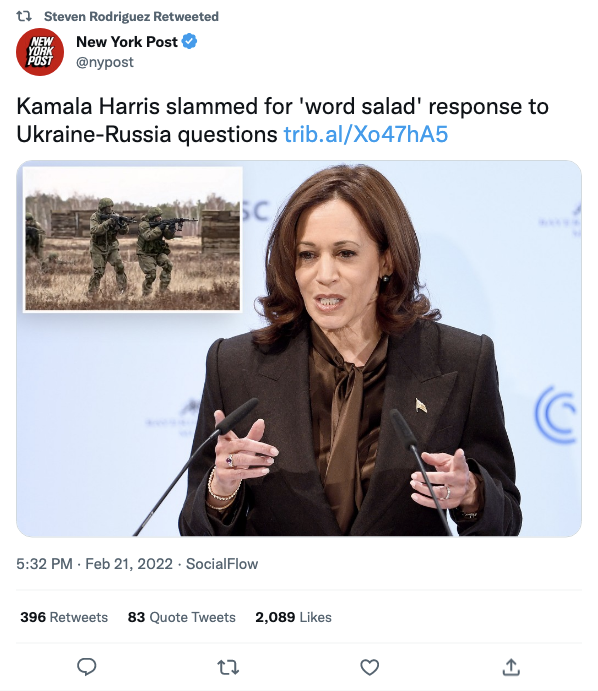 Steven Rodriguez Retweeted
NEW
YORK
POST
New York Post
@nypost
Kamala Harris slammed for 'word salad' response to
Ukraine-Russia questions trib.al/Xo47hA5
SC
5:32 PM · Feb 21, 2022 · SocialFlow
396 Retweets 83 Quote Tweets 2,089 Likes